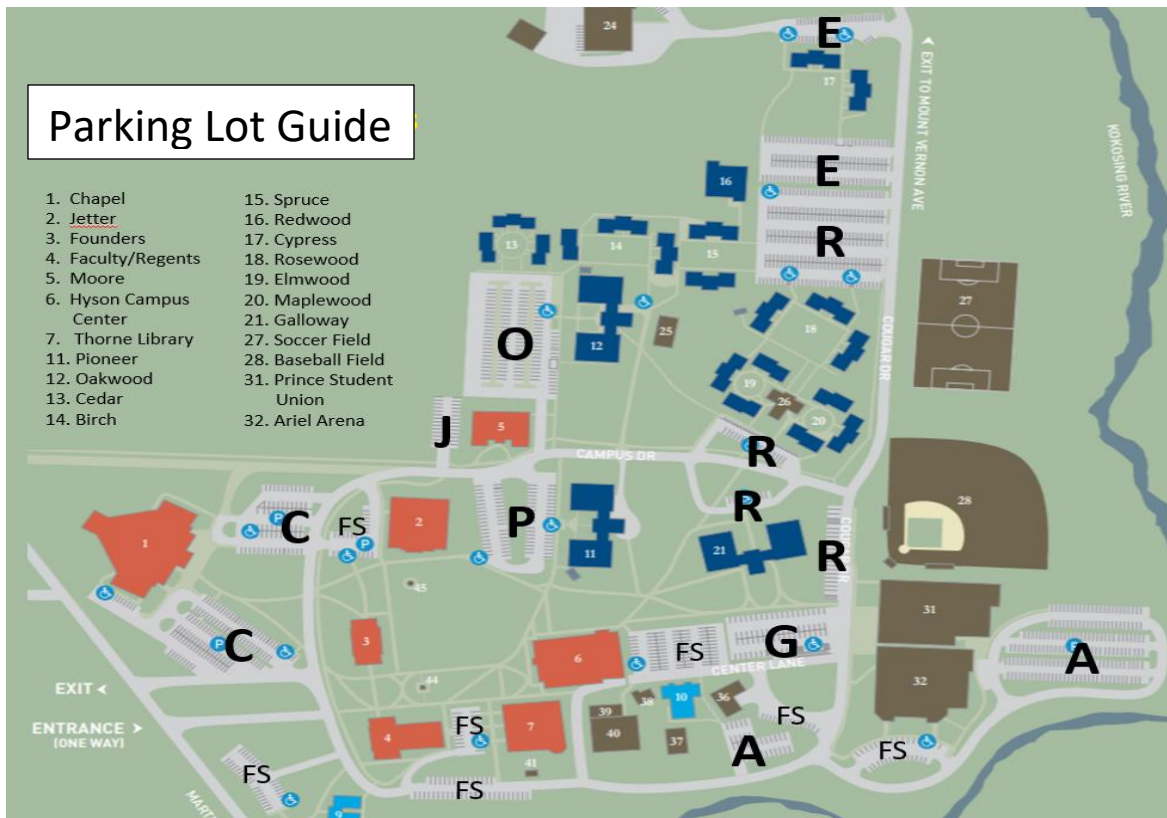 24
E
17
EXIT TO MOUNT VERNON AVE
KOKOSING RIVER
Parking Lot Guide
1. Chapel
2. Jetter
3. Founders
4. Faculty/Regents
5. Moore
6. Hyson Campus
Center
7. Thorne Library
11. Pioneer
12. Oakwood
13. Cedar
14. Birch
15. Spruce
16. Redwood
17. Cypress
18. Rosewood
19. Elmwood
20. Maplewood
21. Galloway
27. Soccer Field
28. Baseball Field
31. Prince Student
Union
32. Ariel Arena
E
16
R
13
14
15
27
COUGAR DR
18
25
O
12
19
26
20
J
5
CAMPUS DR
R
28
C
P
FS
2
P
P
R
1
11
21
R
COUGAR DR
45
31
3
6
FS
G
P
C
P
A
CENTER LANE
44
32
EXIT
38
10
36
39
FS
ENTRANCE
(ONE WAY)
4
FS
7
40
37
A
FS
FS
41
FS
9